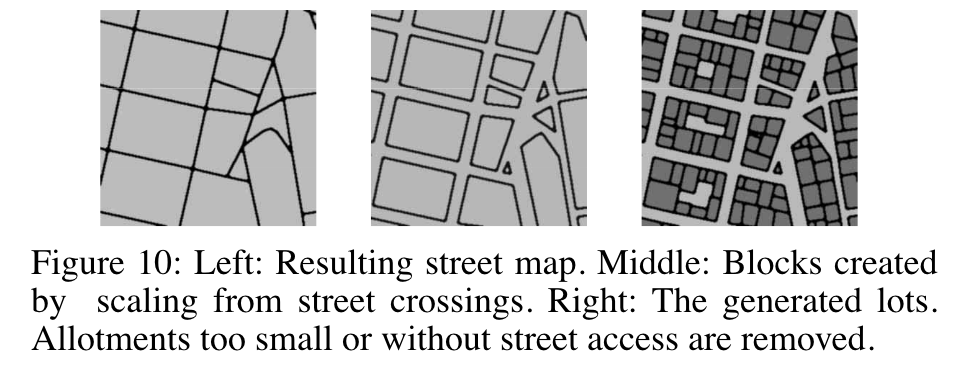 Figure 10: Left: Resulting street map. Middle: Blocks created
by scaling from street crossings. Right: The generated lots.
Allotments too small or without street access are removed.